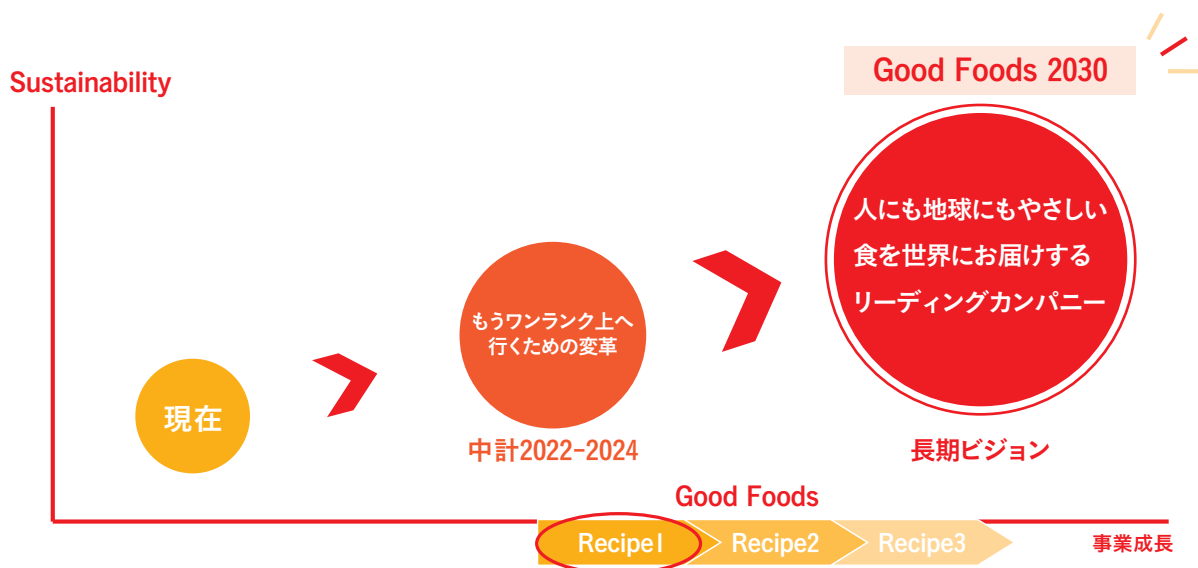 Sustainability
Good Foods 2030
人にも地球にもやさしい
食を世界にお届けする
リーディングカンパニー
もうワンランク上へ
行くための変革
現在
中計2022-2024
長期ビジョン
Good Foods
Recipe1
Recipe2
Recipe3
事業成長